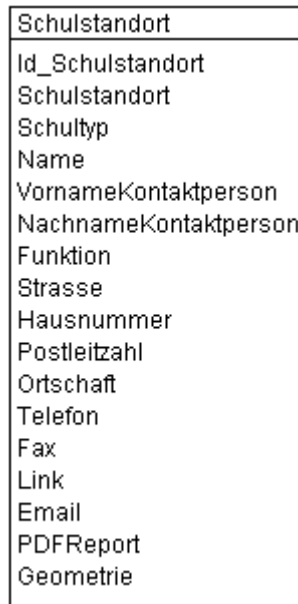 Schulstandort
Id_Schulstandort
Schulstandort
Schultyp
Name
VornameKontaktperson
NachnameKontaktperson
Funktion
Strasse
Hausnummer
Postleitzahl
Ortschaft
Telefon
Fax
Link
Email
PDFReport
Geometrie